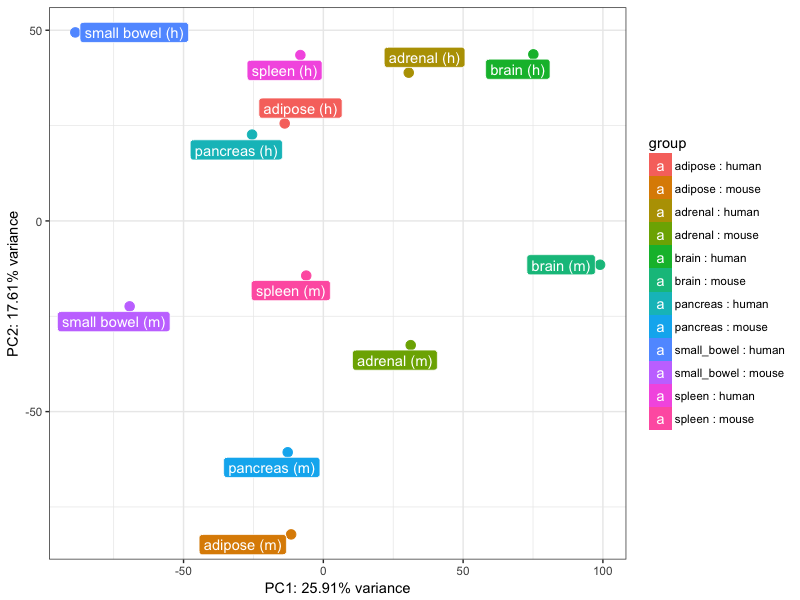 50
0
-50
PC2: 17.61% variance
small bowel (h)
spleen (h)
adrenal (h)
brain (h)
adipose (h)
pancreas (h)
brain (m)
spleen (m)
small bowel (m)
adrenal (m)
pancreas (m)
adipose (m)
-50
0
50
100
PC1: 25.91% variance
group
a adipose : human
a adipose : mouse
a adrenal : human
a adrenal : mouse
a brain : human
a brain : mouse
a pancreas : human
a pancreas : mouse
a small_bowel : human
a small_bowel : mouse
a spleen : human
a spleen : mouse